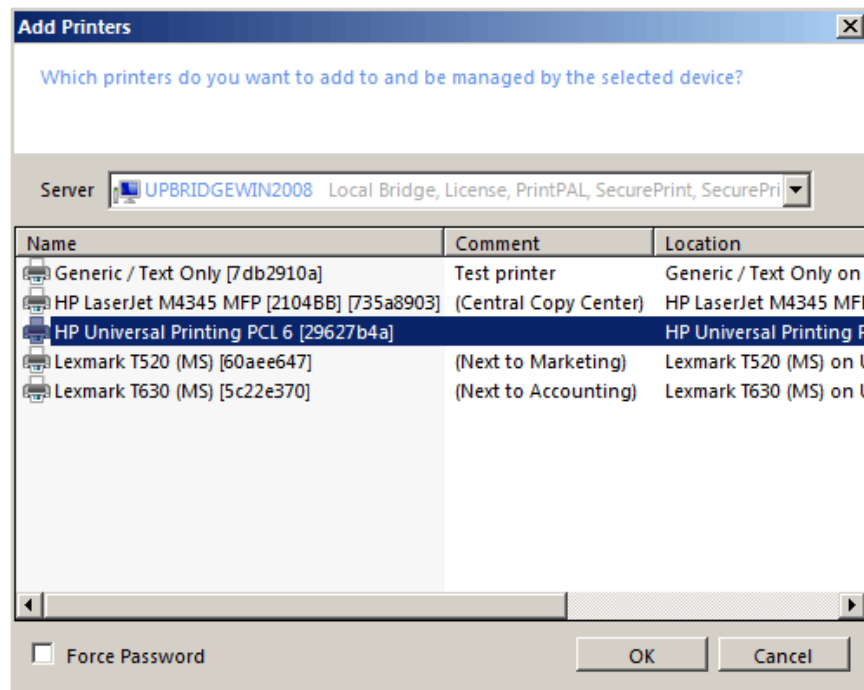 Add Printers
Which printers do you want to add to and be managed by the selected device?
Server UPBRIDGEWIN2008 Local Bridge, License, PrintPAL, SecurePrint, SecurePri
Name Comment Location
Generic / Text Only [7db2910a] Test printer Generic / Text Only on
HP LaserJet M4345 MFP [2104BB] [735a8903] (Central Copy Center) HP LaserJet M4345 MF
HP Universal Printing PCL 6 [29627b4a] HP Universal Printing P
Lexmark T520 (MS) [60aee647] (Next to Marketing) Lexmark T520 (MS) on U
Lexmark T630 (MS) [5c22e370] (Next to Accounting) Lexmark T630 (MS) on U
Force Password OK Cancel